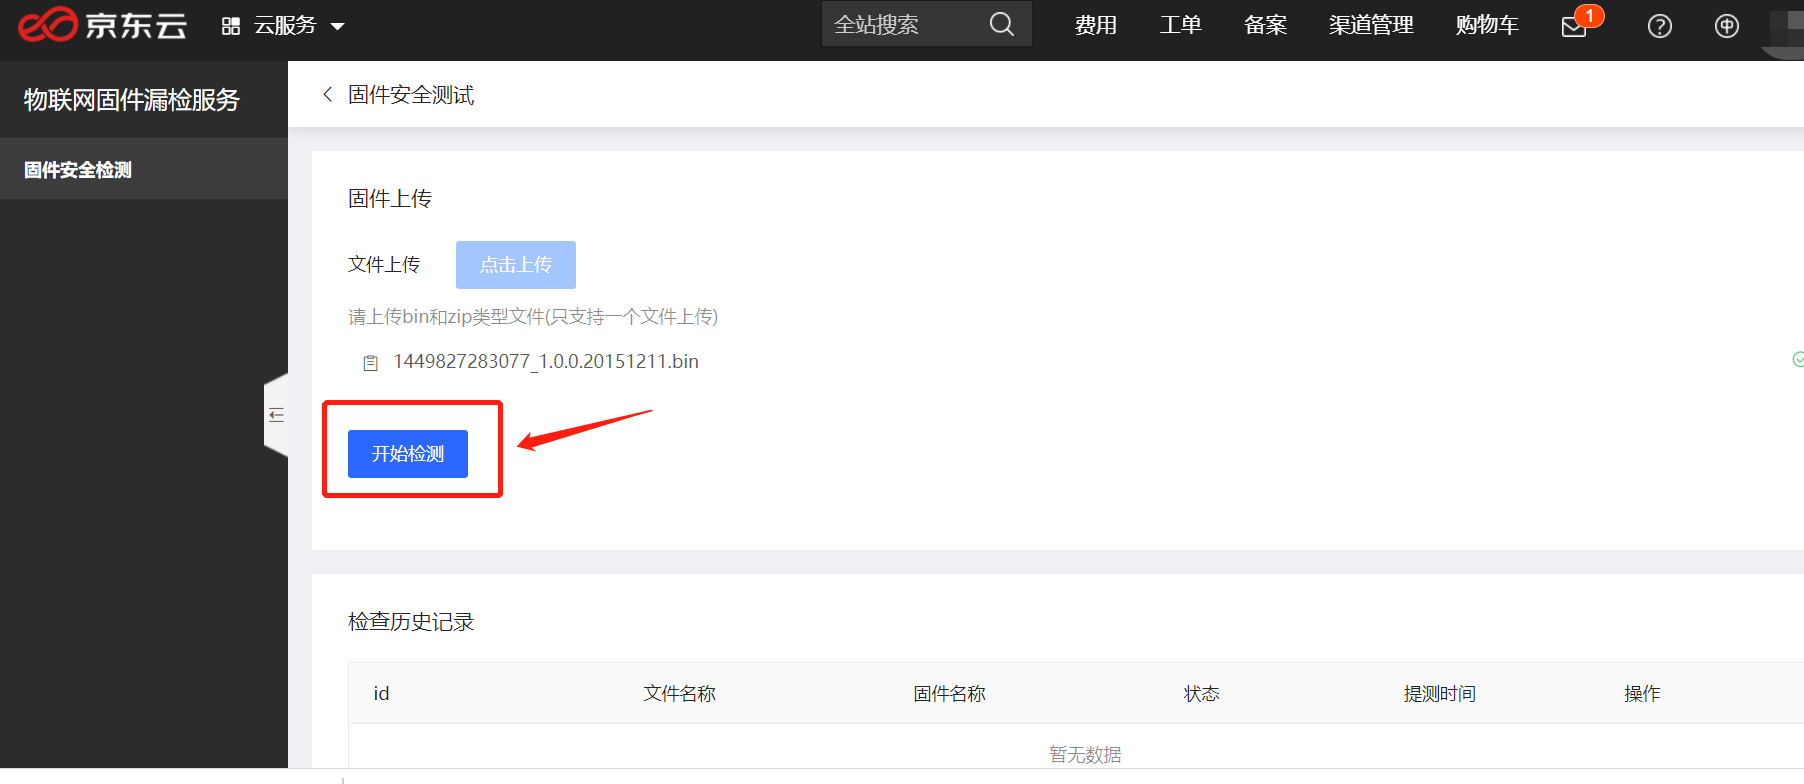 京东云 云服务 全站搜索 费用 工单 备案 渠道管理 购物车 1 ? 中
物联网固件漏检服务
固件安全检测
固件安全测试
固件上传
文件上传 点击上传
请上传bin和zip类型文件(只支持一个文件上传)
1449827283077_1.0.0.20151211.bin
开始检测
检查历史记录
id 文件名称 固件名称 状态 提测时间 操作
暂无数据